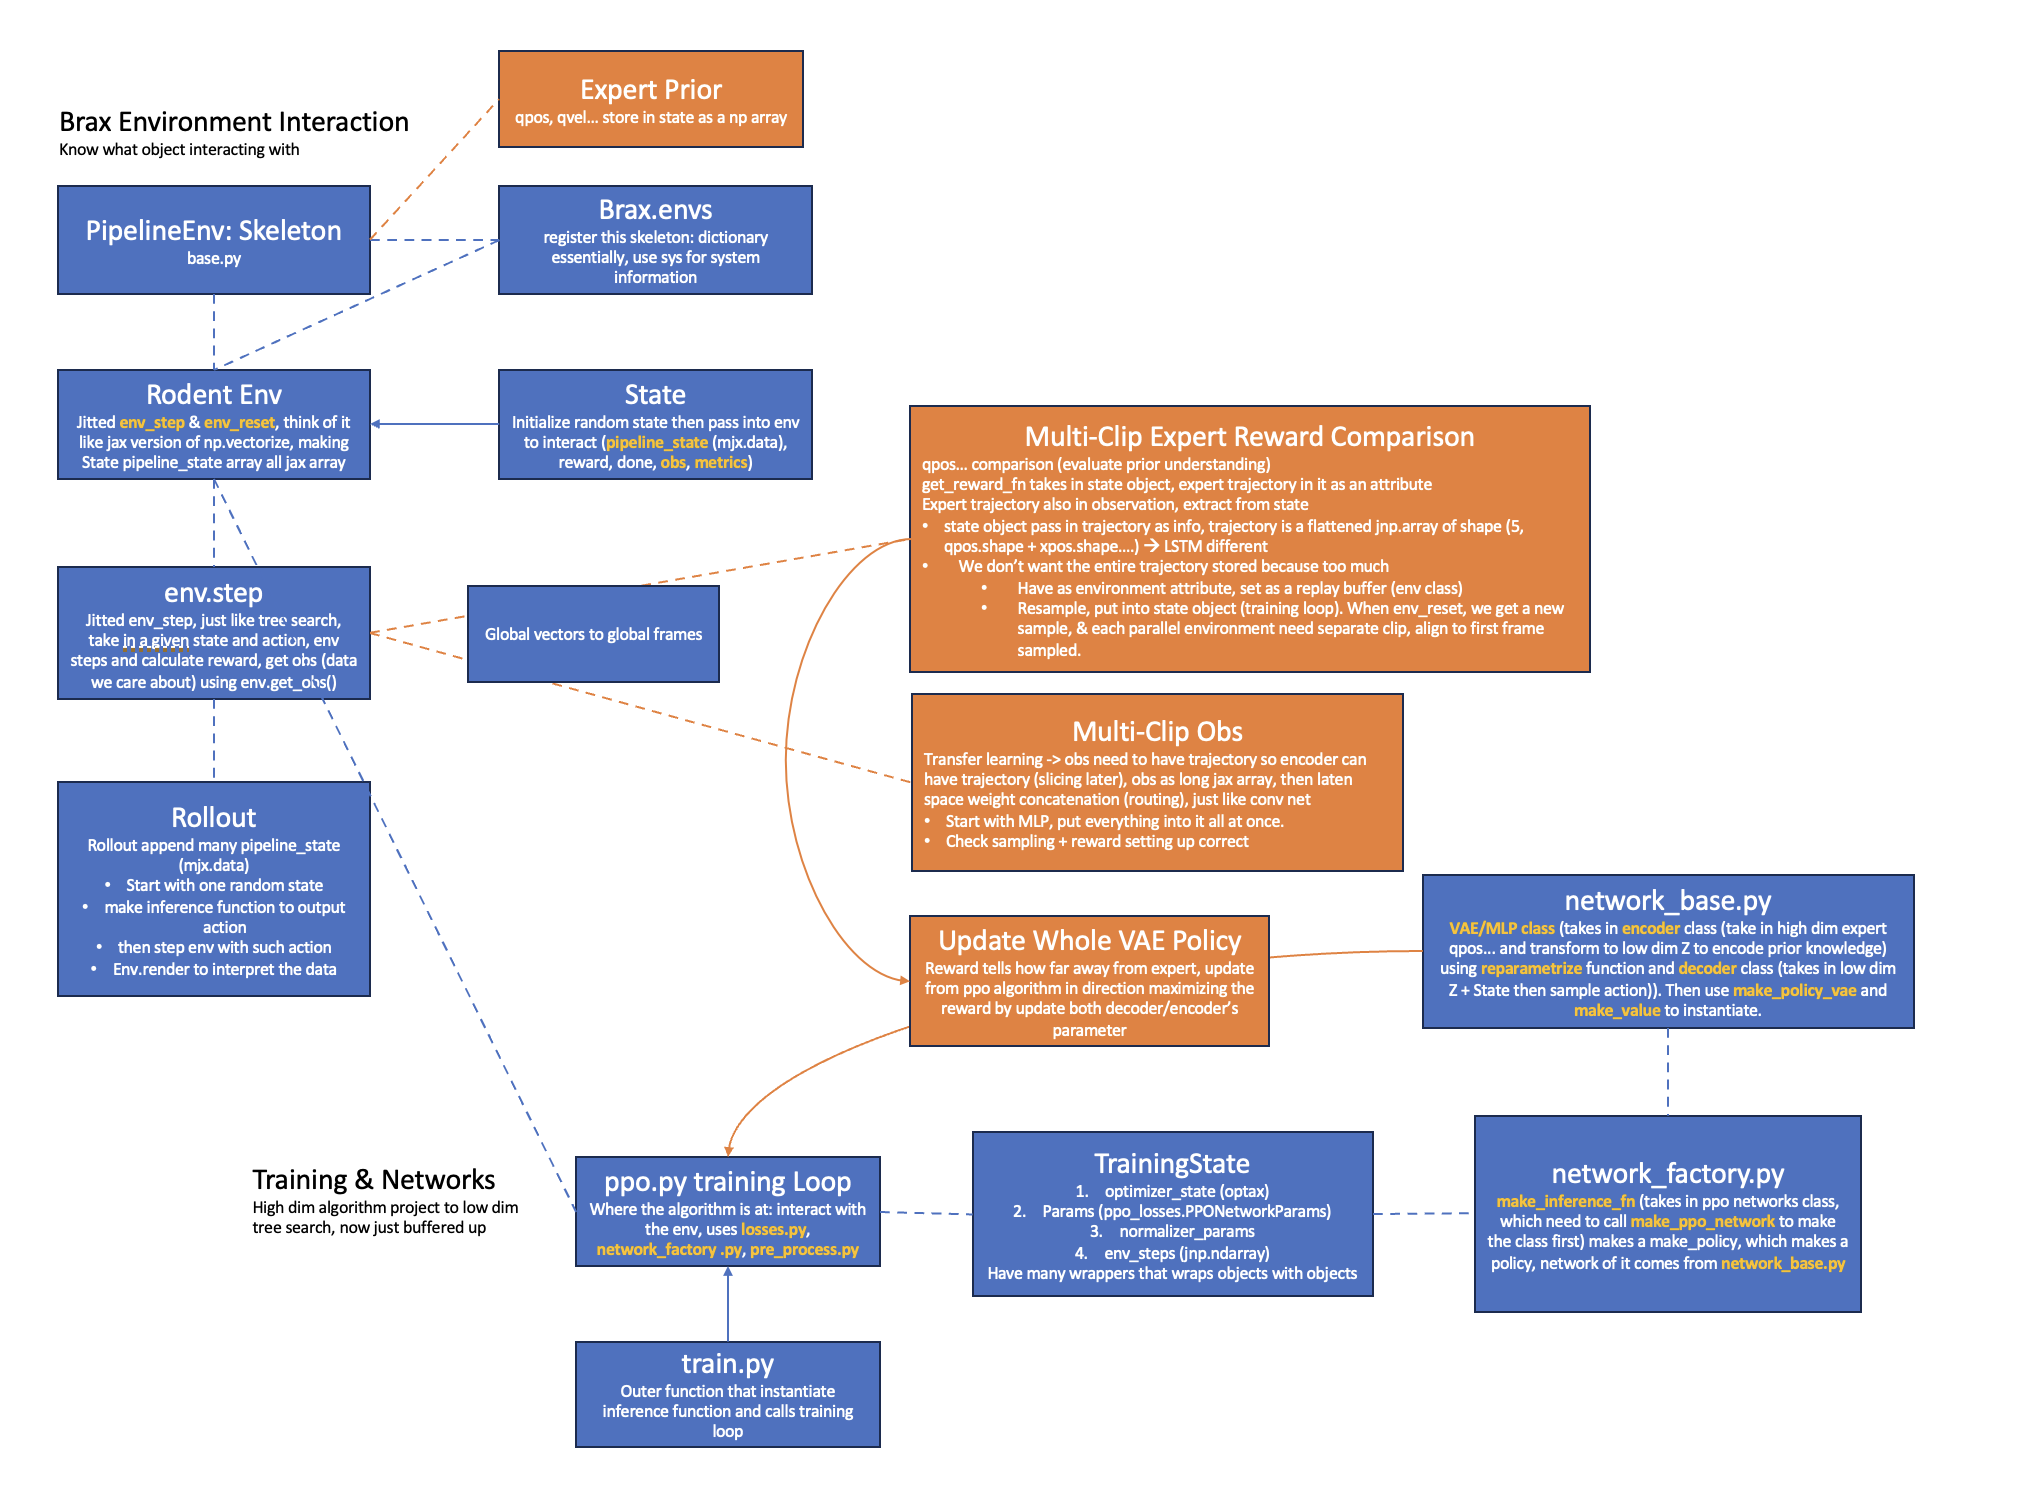 Expert Prior
qpos, qvel... store in state as a np array
Brax Environment Interaction
Know what object interacting with
PipelineEnv: Skeleton
base.py
Brax.envs
register this skeleton: dictionary
essentially, use sys for system
information
Rodent Env
Jitted env_step & env_reset, think of it
like jax version of np.vectorize, making
State pipeline_state array all jax array
State
Initialize random state then pass into env
to interact (pipeline_state (mjx.data),
reward, done, obs, metrics)
Multi-Clip Expert Reward Comparison
qpos... comparison (evaluate prior understanding)
get_reward_fn takes in state object, expert trajectory in it as an attribute
Expert trajectory also in observation, extract from state
• state object pass in trajectory as info, trajectory is a flattened jnp.array of shape (5,
qpos.shape + xpos.shape....) → LSTM different
• We don't want the entire trajectory stored because too much
• Have as environment attribute, set as a replay buffer (env class)
• Resample, put into state object (training loop). When env_reset, we get a new
sample, & each parallel environment need separate clip, align to first frame
sampled.
env.step
Jitted env_step, just like tree search,
take in a given state and action, env
steps and calculate reward, get obs (data
we care about) using env.get_obs()
Global vectors to global frames
Multi-Clip Obs
Transfer learning -> obs need to have trajectory so encoder can
have trajectory (slicing later), obs as long jax array, then laten
space weight concatenation (routing), just like conv net
• Start with MLP, put everything into it all at once.
• Check sampling + reward setting up correct
Rollout
Rollout append many pipeline_state
(mjx.data)
• Start with one random state
• make inference function to output
action
• then step env with such action
• Env.render to interpret the data
Update Whole VAE Policy
Reward tells how far away from expert, update
from ppo algorithm in direction maximizing the
reward by update both decoder/encoder's
parameter
network_base.py
VAE/MLP class (takes in encoder class (take in high dim expert
qpos... and transform to low dim Z to encode prior knowledge)
using reparametrize function and decoder class (takes in low dim
Z + State then sample action)). Then use make_policy_vae and
make_value to instantiate.
Training & Networks
High dim algorithm project to low dim
tree search, now just buffered up
ppo.py training Loop
Where the algorithm is at: interact with
the env, uses losses.py,
network_factory .py, pre_process.py
TrainingState
1. optimizer_state (optax)
2. Params (ppo_losses.PPONetworkParams)
3. normalizer_params
4. env_steps (jnp.ndarray)
Have many wrappers that wraps objects with objects
network_factory.py
make_inference_fn (takes in ppo networks class,
which need to call make_ppo_network to make
the class first) makes a make_policy, which makes a
policy, network of it comes from network_base.py
train.py
Outer function that instantiate
inference function and calls training
loop